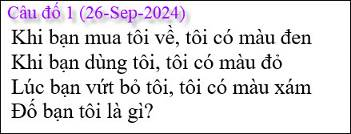 Câu đố 1 (26-Sep-2024)
Khi bạn mua tôi về, tôi có màu đen
Khi bạn dùng tôi, tôi có màu đỏ
Lúc bạn vứt bỏ tôi, tôi có màu xám
Đố bạn tôi là gì?